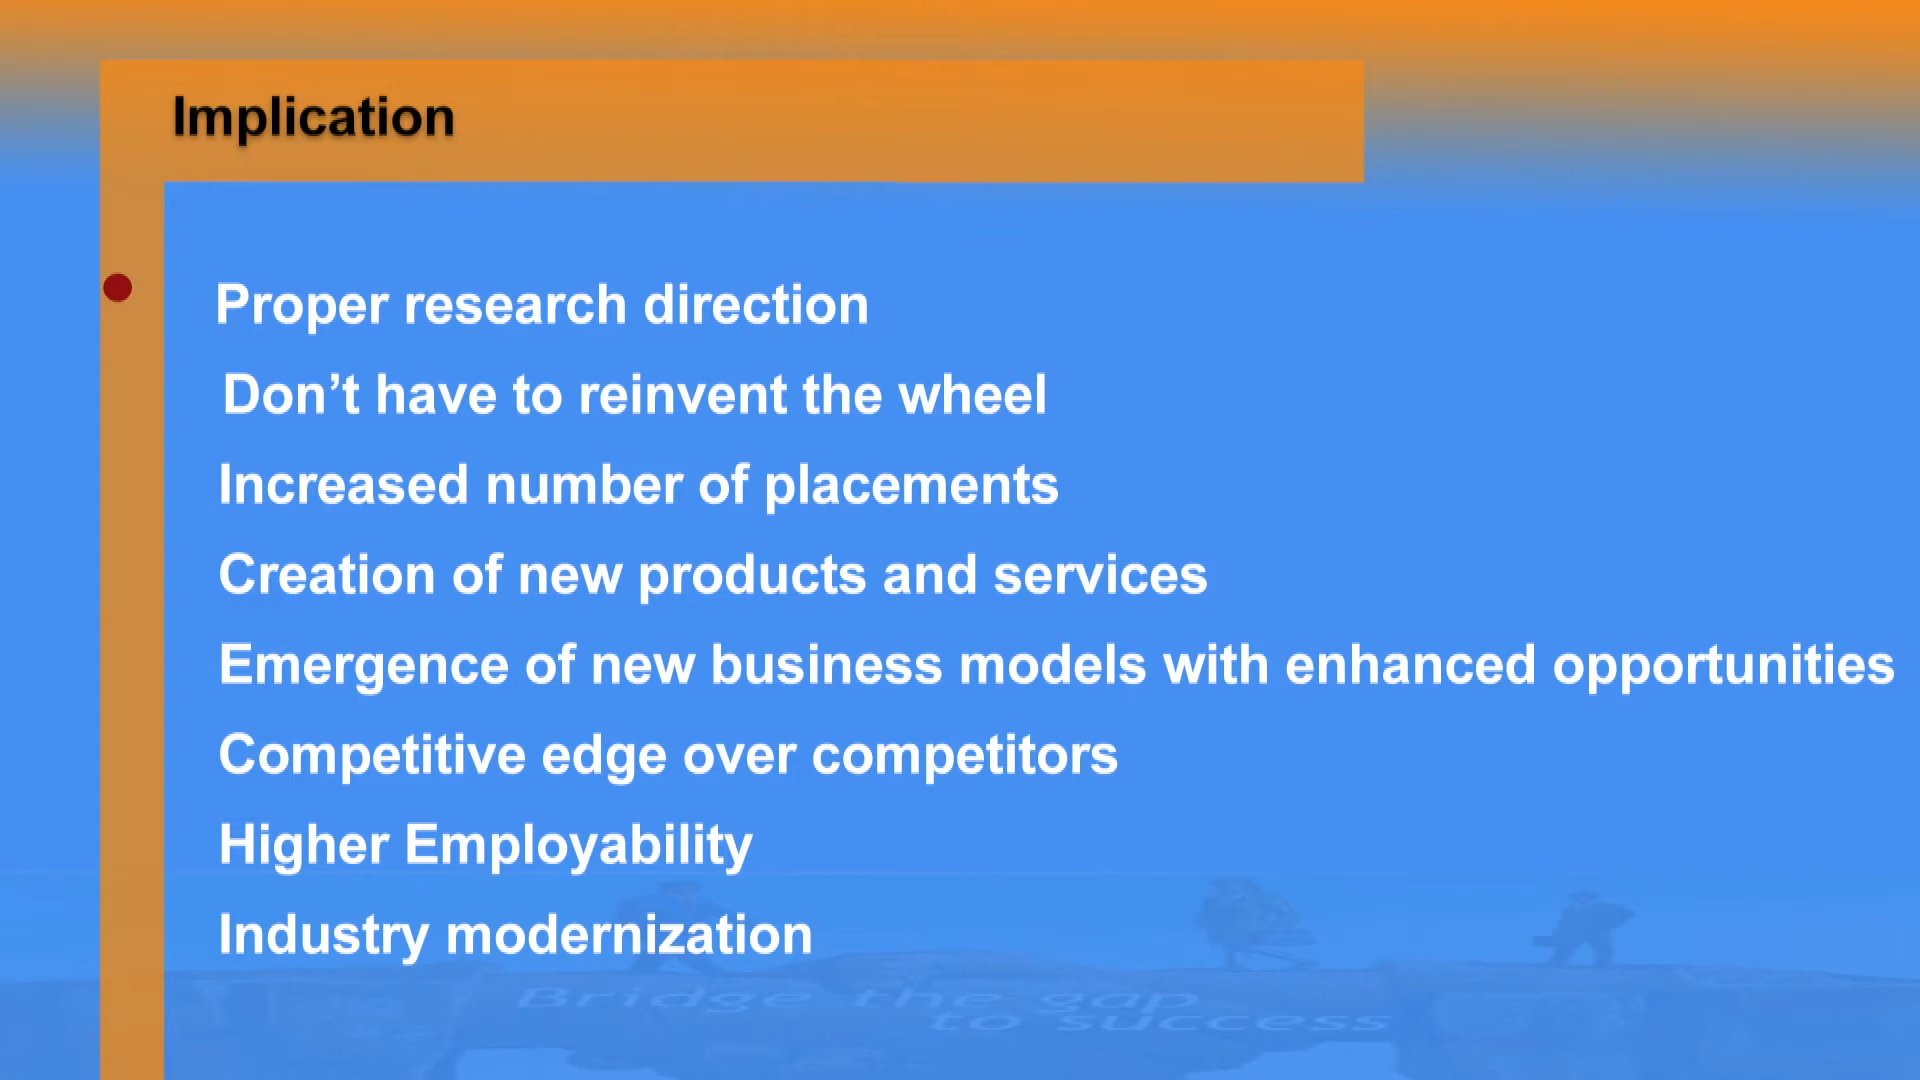 Implication
Proper research direction
Don’t have to reinvent the wheel
Increased number of placements
Creation of new products and services
Emergence of new business models with enhanced opportunities
Competitive edge over competitors
Higher Employability
Industry modernization
Bridge the gap
to success